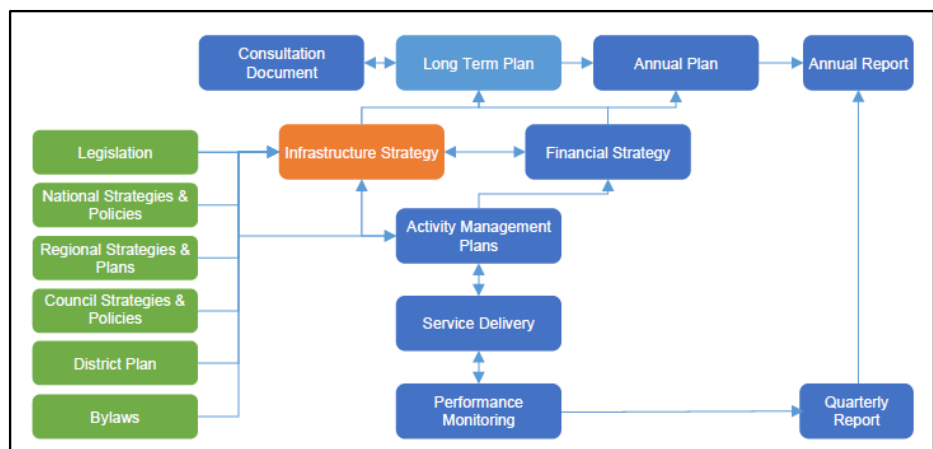 Consultation
Document
Long Term Plan
Annual Plan
Annual Report
Legislation
Infrastructure Strategy
Financial Strategy
National Strategies &
Policies
Activity Management
Plans
Regional Strategies &
Plans
Council Strategies &
Policies
Service Delivery
District Plan
Bylaws
Performance
Monitoring
Quarterly
Report